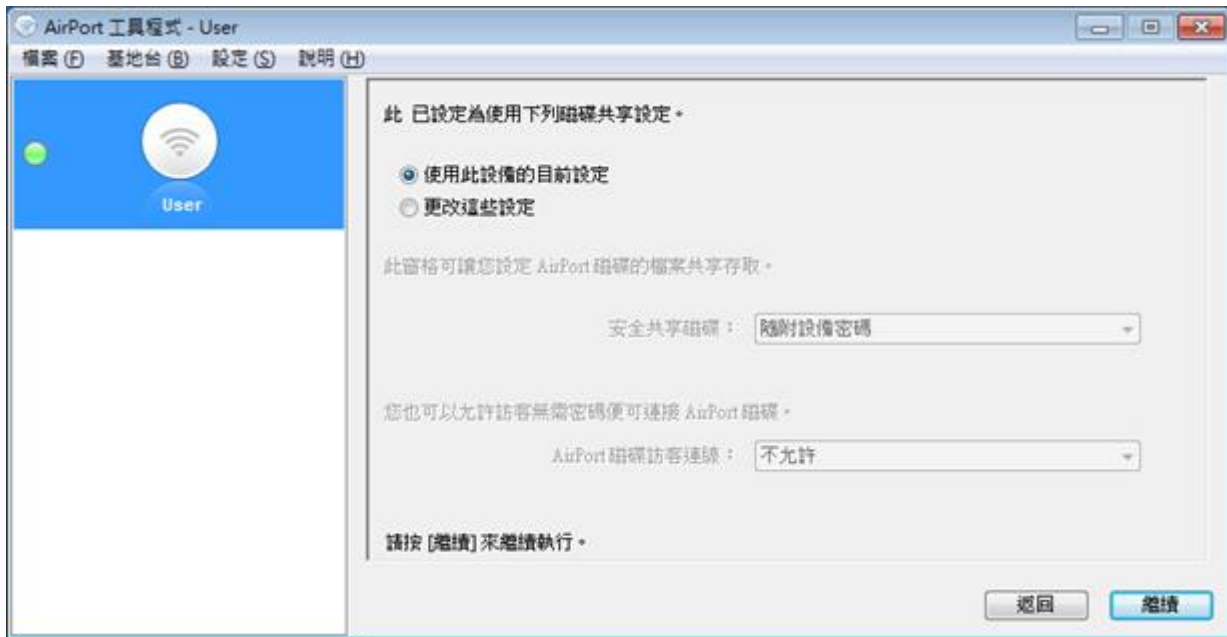 AirPort 工具程式 - User
檔案 (F) 基地台 (B) 設定 (S) 說明 (H)
User
此 已設定為使用下列磁碟共享設定。
使用此設備的目前設定
更改這些設定
此窗格可讓您設定 AirPort 磁碟的檔案共享存取。
安全共享磁碟： 隨附設備密碼
您也可以允許訪客無需密碼便可連接 AirPort 磁碟。
AirPort 磁碟訪客連線： 不允許
請按 [繼續] 來繼續執行。
返回 繼續